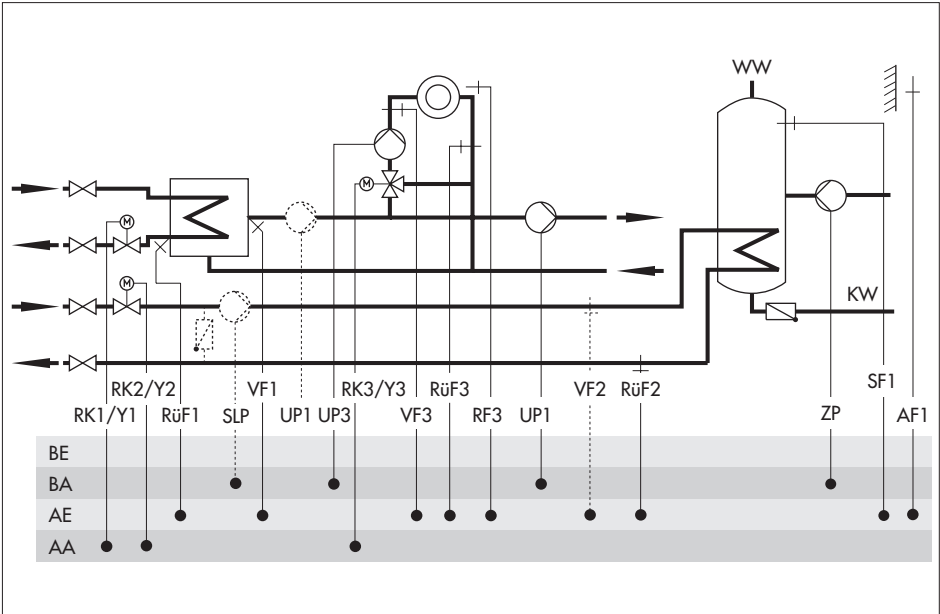 WW
M
M
M
KW
RK2/Y2 VF1 RK3/Y3 RüF3 VF2 RüF2 SF1
RK1/Y1 RüF1 SLP UP1 UP3 VF3 RF3 UP1 ZP AF1
BE
BA
AE
AA